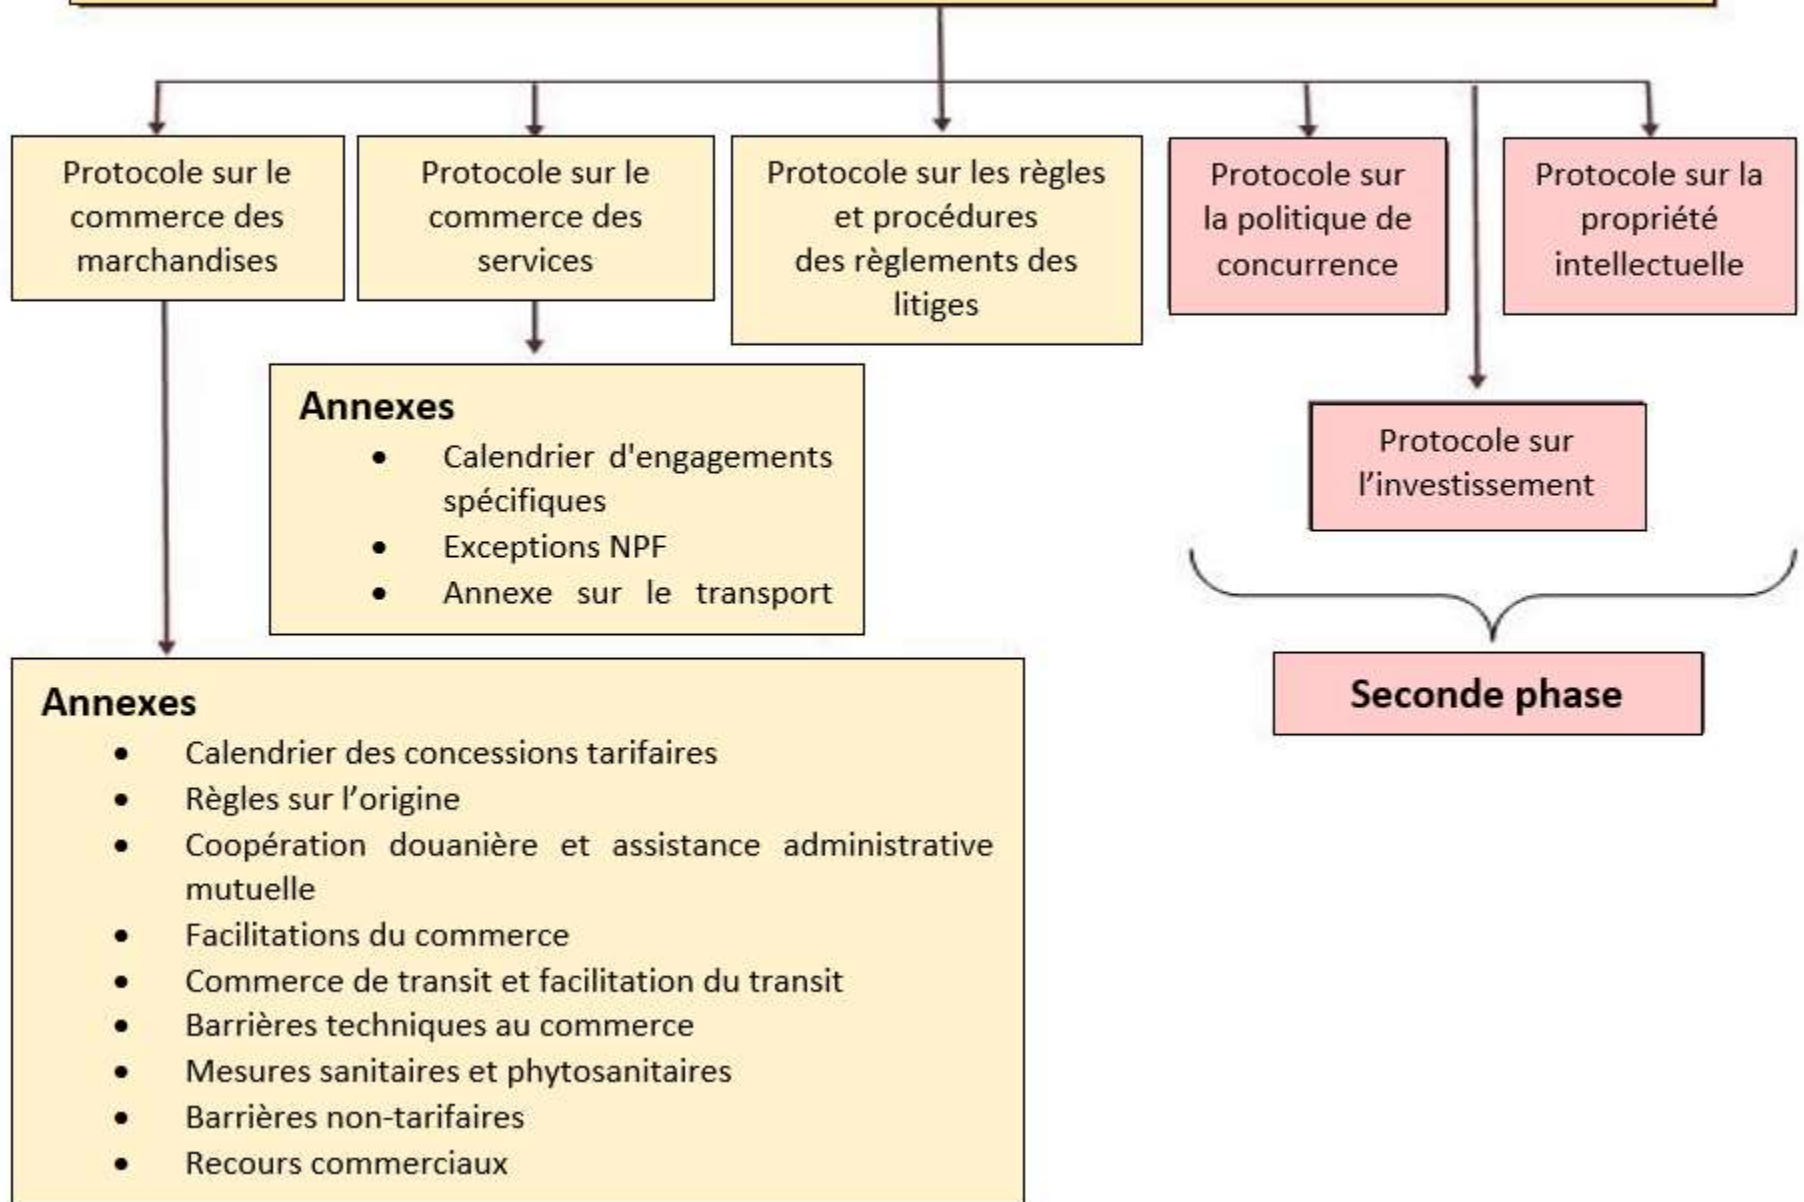 Protocole sur le
commerce des
marchandises
Protocole sur le
commerce des
services
Protocole sur les règles
et procédures
des règlements des
litiges
Protocole sur
la politique de
concurrence
Protocole sur la
propriété
intellectuelle
Annexes
• Calendrier d'engagements
spécifiques
• Exceptions NPF
• Annexe sur le transport
Protocole sur
l’investissement
Seconde phase
Annexes
• Calendrier des concessions tarifaires
• Règles sur l’origine
• Coopération douanière et assistance administrative
mutuelle
• Facilitations du commerce
• Commerce de transit et facilitation du transit
• Barrières techniques au commerce
• Mesures sanitaires et phytosanitaires
• Barrières non-tarifaires
• Recours commerciaux